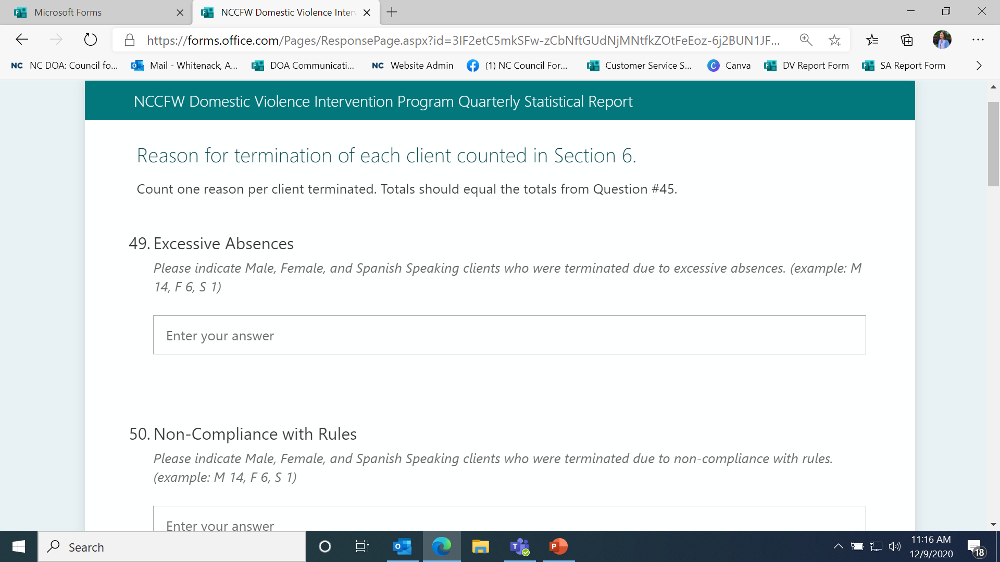 Microsoft Forms
NCCFW Domestic Violence Inter
https://forms.office.com/Pages/ResponsePage.aspx?id=3IF2etC5mkSFw-zCbNftGUdNjMNtfkZOtFeEoz-6j2BUN1JF...
NC NC DOA: Council fo... Mail - Whitenack, A... DOA Communicati... NC Website Admin (1) NC Council For... Customer Service S... Canva DV Report Form SA Report Form
NCCFW Domestic Violence Intervention Program Quarterly Statistical Report
Reason for termination of each client counted in Section 6.
Count one reason per client terminated. Totals should equal the totals from Question #45.
49. Excessive Absences
Please indicate Male, Female, and Spanish Speaking clients who were terminated due to excessive absences. (example: M
14, F 6, S 1)
Enter your answer
50. Non-Compliance with Rules
Please indicate Male, Female, and Spanish Speaking clients who were terminated due to non-compliance with rules.
(example: M 14, F 6, S 1)
Enter your answer
Search
11:16 AM
12/9/2020
18